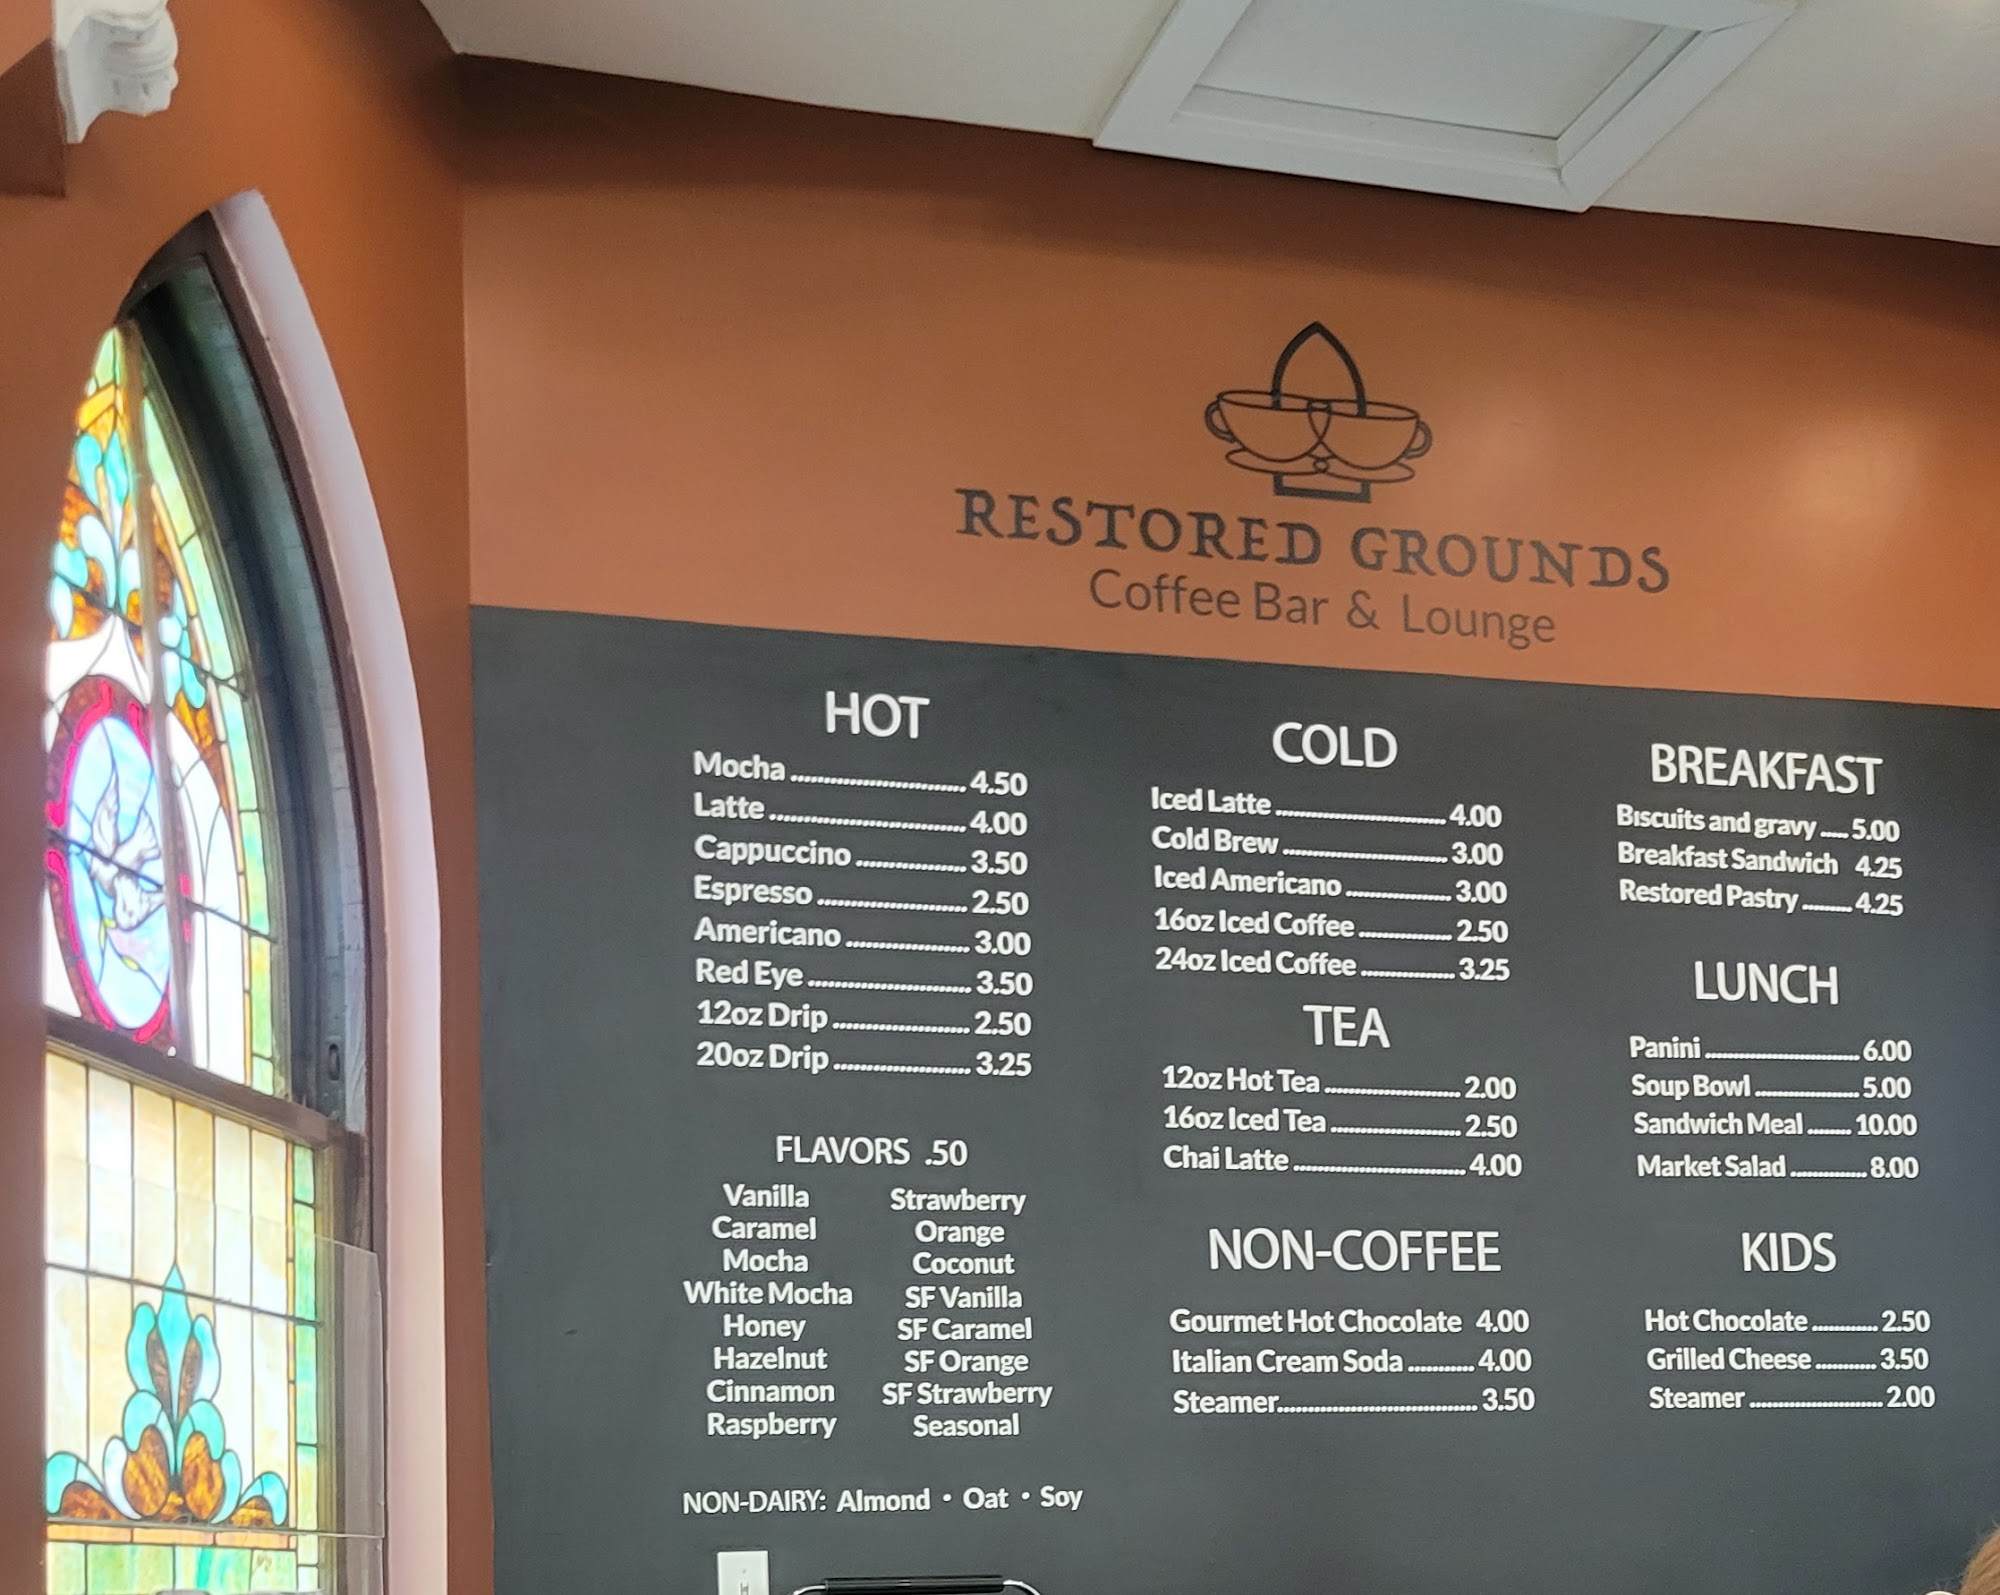 RESTORED GROUNDS
Coffee Bar & Lounge
HOT
Mocha 4.50
Latte 4.00
Cappuccino 3.50
Espresso 2.50
Americano 3.00
Red Eye 3.50
12oz Drip 2.50
20oz Drip 3.25
FLAVORS .50
Vanilla
Caramel
Mocha
White Mocha
Honey
Hazelnut
Cinnamon
Raspberry
Strawberry
Orange
Coconut
SF Vanilla
SF Caramel
SF Orange
SF Strawberry
Seasonal
NON-DAIRY: Almond • Oat • Soy
COLD
Iced Latte 4.00
Cold Brew 3.00
Iced Americano 3.00
16oz Iced Coffee 2.50
24oz Iced Coffee 3.25
TEA
12oz Hot Tea 2.00
16oz Iced Tea 2.50
Chai Latte 4.00
NON-COFFEE
Gourmet Hot Chocolate 4.00
Italian Cream Soda 4.00
Steamer 3.50
BREAKFAST
Biscuits and gravy 5.00
Breakfast Sandwich 4.25
Restored Pastry 4.25
LUNCH
Panini 6.00
Soup Bowl 5.00
Sandwich Meal 10.00
Market Salad 8.00
KIDS
Hot Chocolate 2.50
Grilled Cheese 3.50
Steamer 2.00